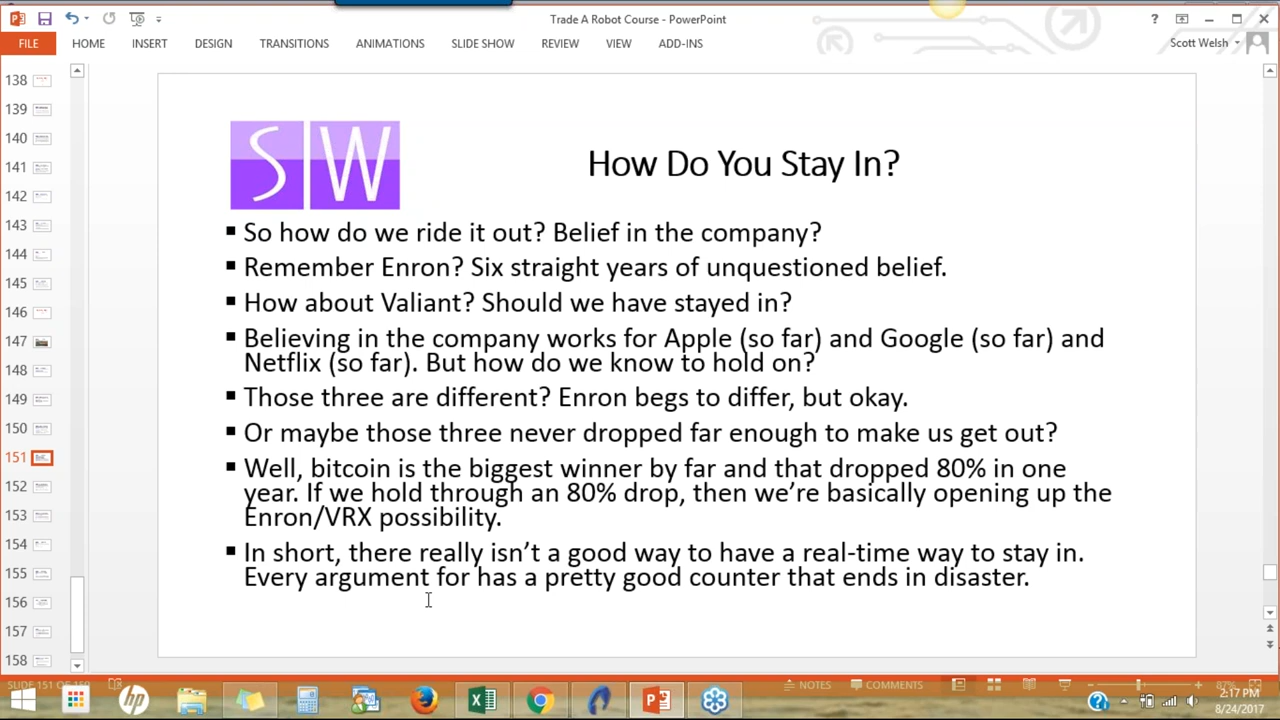 Trade A Robot Course - PowerPoint
?
FILE
HOME
INSERT
DESIGN
TRANSITIONS
ANIMATIONS
SLIDE SHOW
REVIEW
VIEW
ADD-INS
Scott Welsh
138
139
140
141
142
143
144
145
146
147
148
149
150
151
152
153
154
155
156
157
158
SW
How Do You Stay In?
▪ So how do we ride it out? Belief in the company?
▪ Remember Enron? Six straight years of unquestioned belief.
▪ How about Valiant? Should we have stayed in?
▪ Believing in the company works for Apple (so far) and Google (so far) and
Netflix (so far). But how do we know to hold on?
▪ Those three are different? Enron begs to differ, but okay.
▪ Or maybe those three never dropped far enough to make us get out?
▪ Well, bitcoin is the biggest winner by far and that dropped 80% in one
year. If we hold through an 80% drop, then we’re basically opening up the
Enron/VRX possibility.
▪ In short, there really isn’t a good way to have a real-time way to stay in.
Every argument for has a pretty good counter that ends in disaster.
NOTES
COMMENTS
87%
2:17 PM
8/24/2017